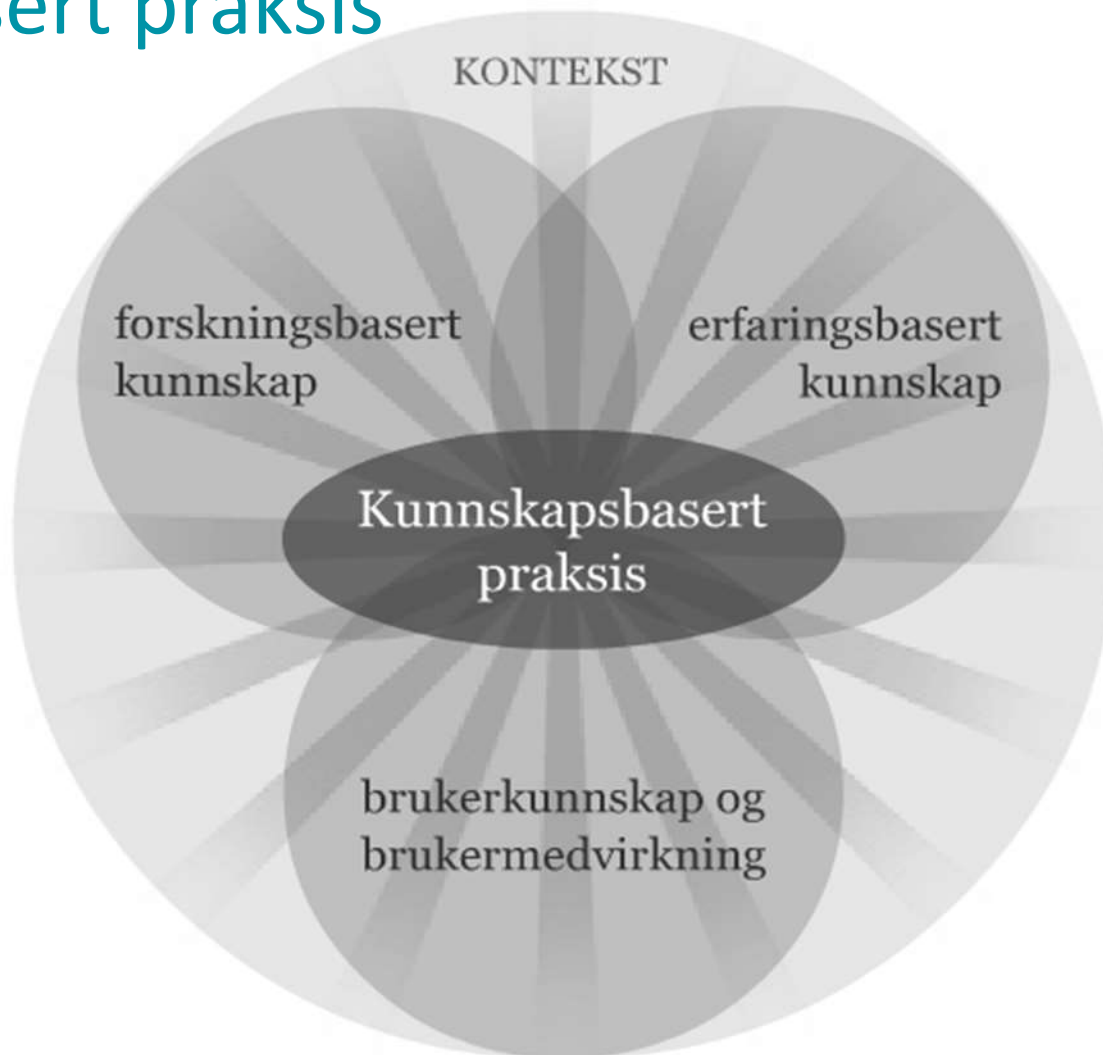 sert praksis
KONTEKST
forskningsbasert
kunnskap
erfaringsbasert
kunnskap
Kunnskapsbasert
praksis
brukerkunnskap og
brukermedvirkning